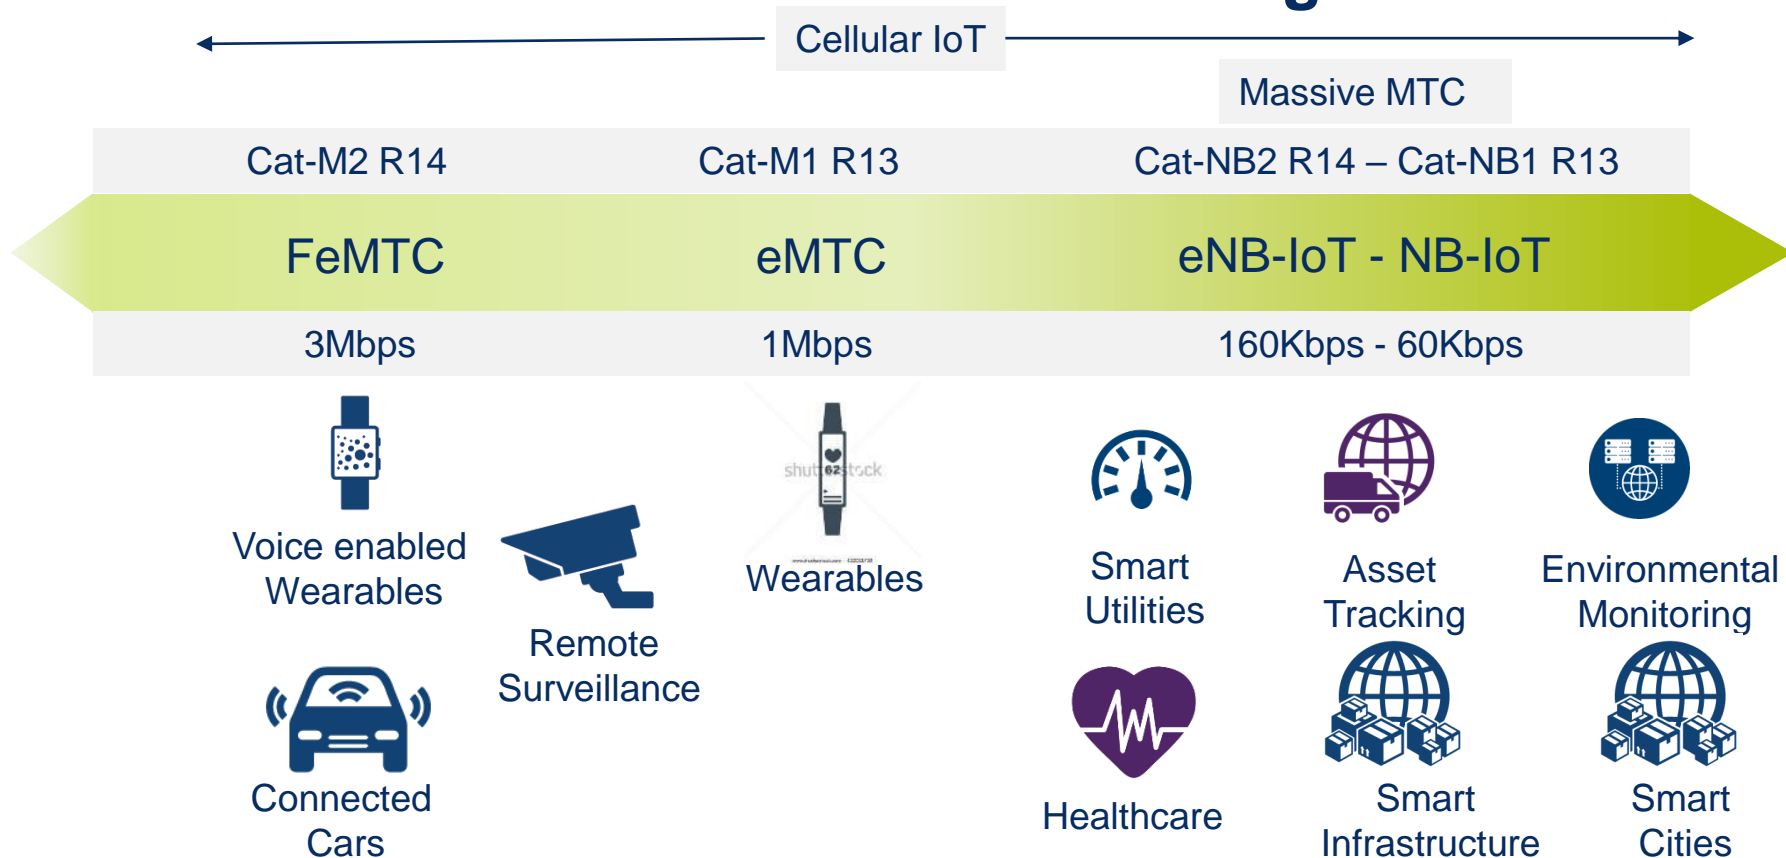 Cellular IoT
Massive MTC
Cat-M2 R14
Cat-M1 R13
Cat-NB2 R14 – Cat-NB1 R13
FeMTC
eMTC
eNB-IoT - NB-IoT
3Mbps
1Mbps
160Kbps - 60Kbps
shutterstock
62
Voice enabled
Wearables
Remote
Surveillance
Wearables
Smart
Utilities
Asset
Tracking
Environmental
Monitoring
Connected
Cars
Healthcare
Smart
Infrastructure
Smart
Cities